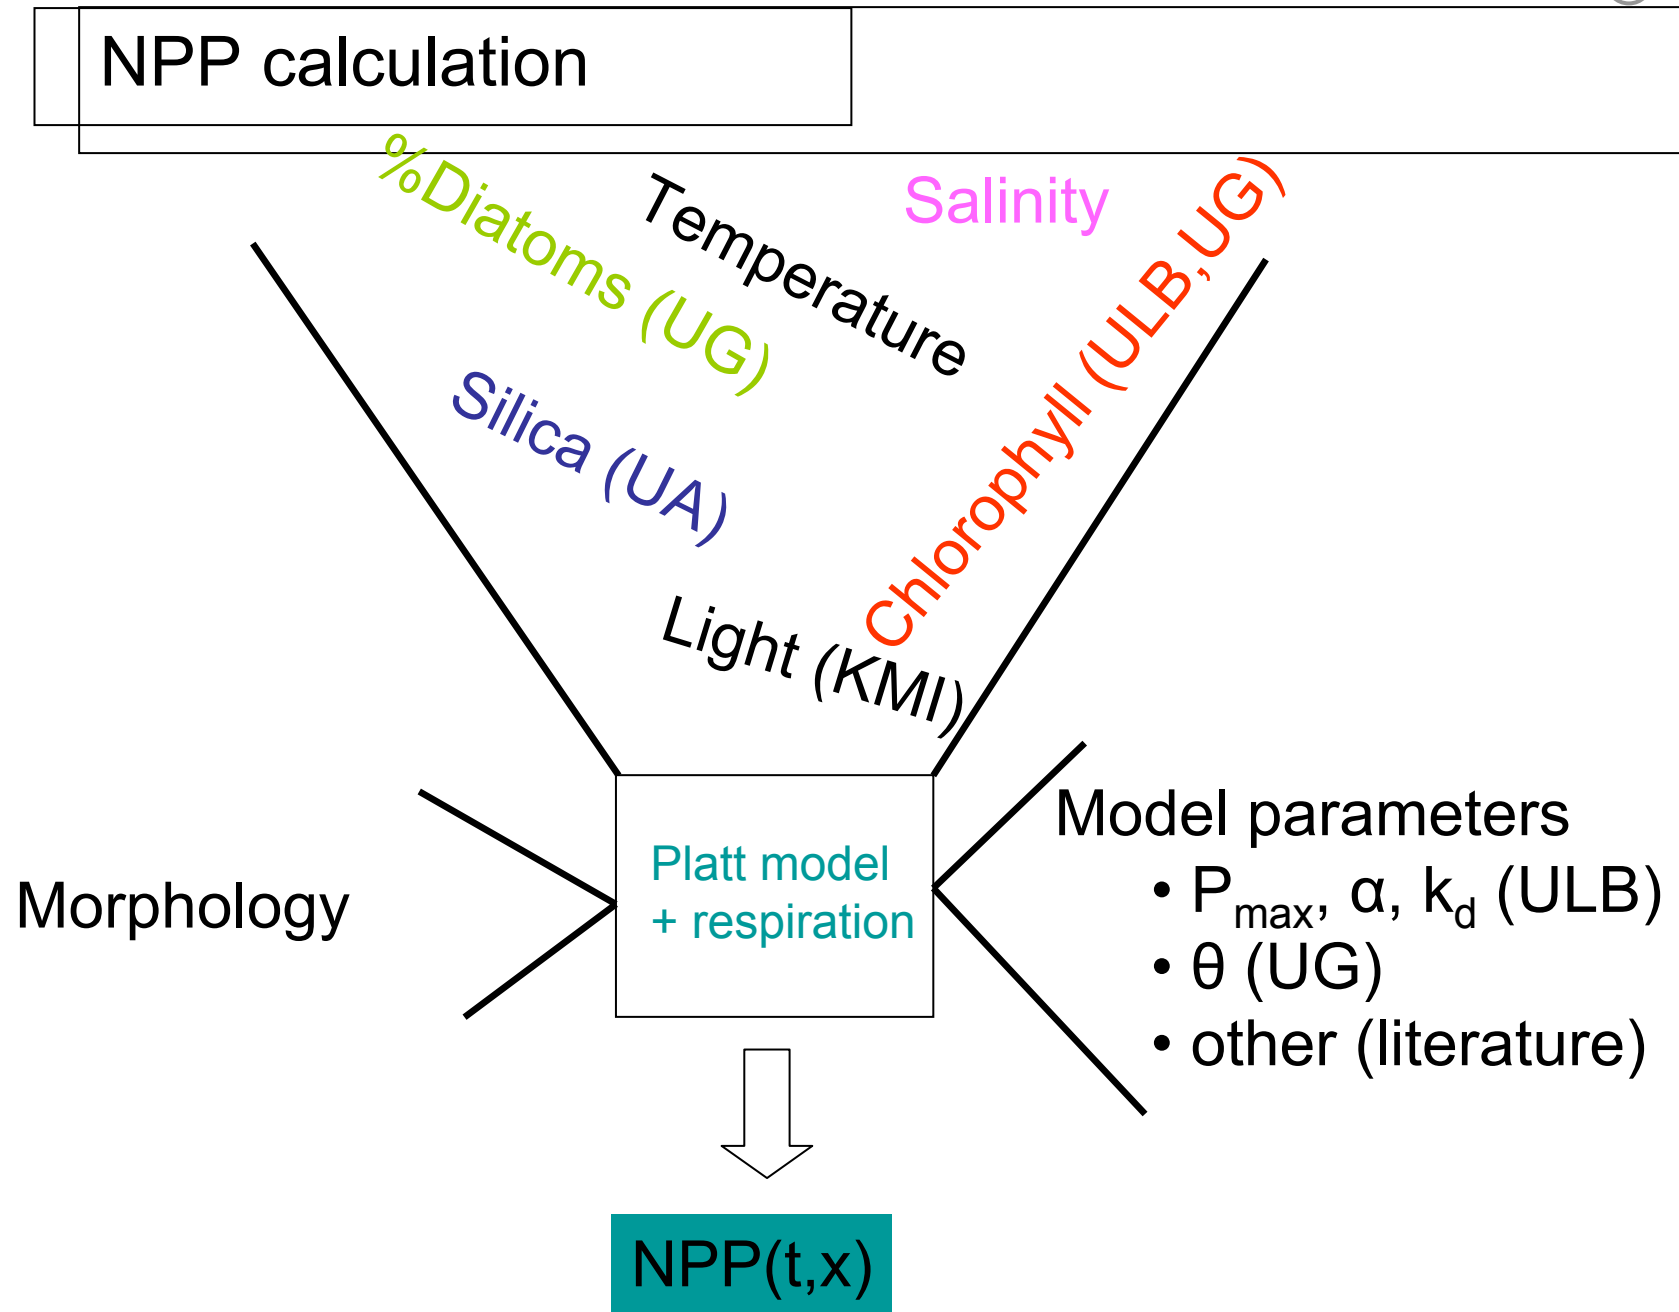 NPP calculation
%Diatoms (UG)
Temperature
Salinity
Chlorophyll (ULB,UG)
Silica (UA)
Light (KMI)
Morphology
Platt model
+ respiration
Model parameters
• Pmax, α, kd (ULB)
• θ (UG)
• other (literature)
NPP(t,x)